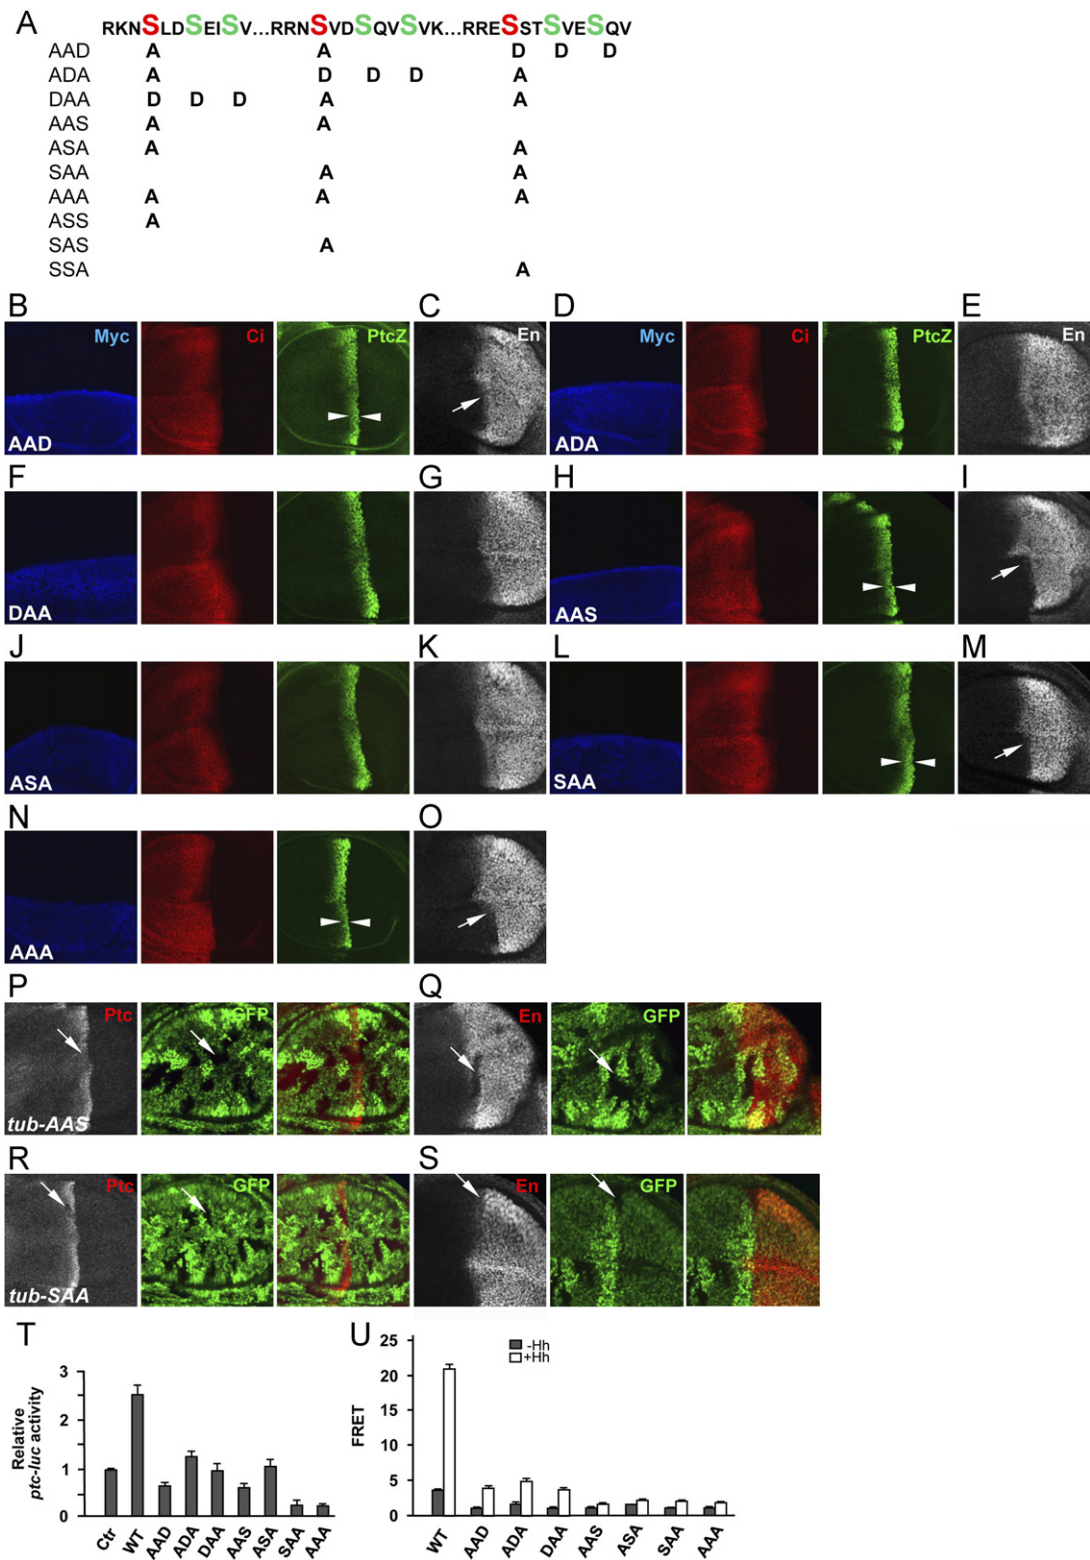 A RKNSLDSEISV...RRNSVDSQVSVK...RRESSTSVESQV
AAD A A D D D
ADA A D D D A
DAA D D D A A
AAS A A
ASA A A
SAA A A
AAA A A A
ASS A
SAS A
SSA A
B C D E
Myc Ci PtcZ En Myc Ci PtcZ En
AAD ADA
F G H I
DAA AAS
J K L M
ASA SAA
N O
AAA
P Q
Ptc GFP En GFP
tub-AAS
R S
Ptc GFP En GFP
tub-SAA
T
Relative
ptc-luc activity
3
2
1
0
Ctr WT AAD ADA DAA AAS ASA SAA AAA
U
FRET
25
20
15
10
5
0
-Hh
+Hh
WT AAD ADA DAA AAS ASA SAA AAA